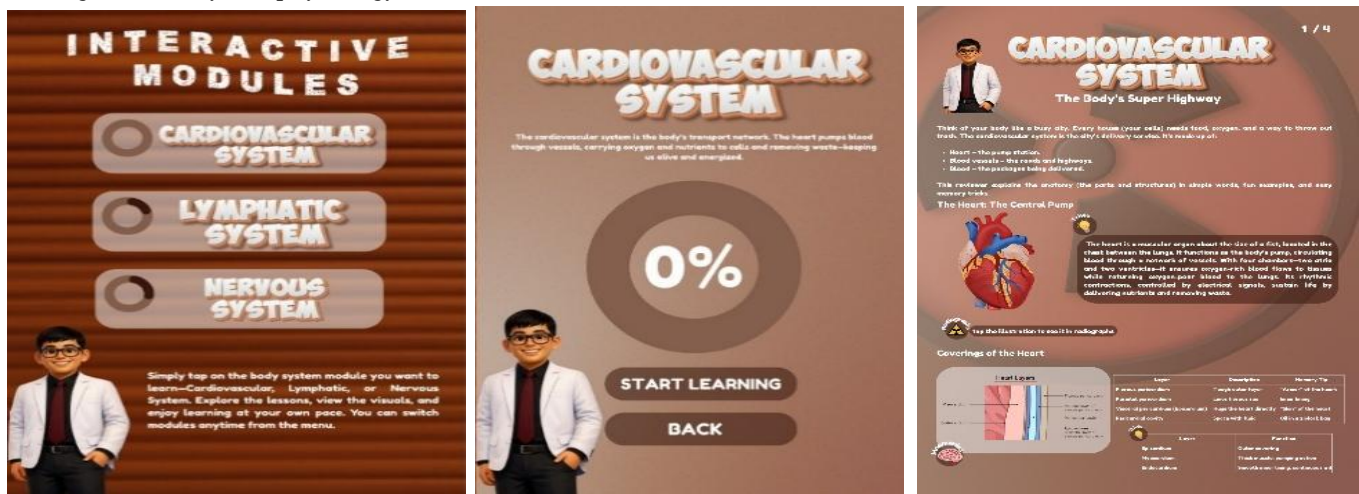 INTERACTIVE
MODULES
CARDIOVASCULAR
SYSTEM
LYMPHATIC
SYSTEM
NERVOUS
SYSTEM
Simply tap on the body system module you want to
learn—Cardiovascular, Lymphatic, or Nervous
System. Explore the lessons, view the visuals, and
enjoy learning at your own pace. You can switch
modules anytime from the menu.
CARDIOVASCULAR
SYSTEM
The cardiovascular system is the body's transport network. The heart pumps blood
through vessels, carrying oxygen and nutrients to cells and removing waste—keeping
us alive and energized.
0%
START LEARNING
BACK
1 / 4
CARDIOVASCULAR
SYSTEM
The Body's Super Highway
Think of your body like a busy city. Every house (your cells) needs food, oxygen, and a way to throw out
trash. The cardiovascular system is the city's delivery service. It's made up of:
• Heart – the pump station.
• Blood vessels – the roads and highways.
• Blood – the packages being delivered.
This reviewer explains the anatomy (the parts and structures) in simple words, fun examples, and easy
memory tricks.
The Heart: The Central Pump
The heart is a muscular organ about the size of a fist, located in the
chest between the lungs. It functions as the body's pump, circulating
blood through a network of vessels. With four chambers—two atria
and two ventricles—it ensures oxygen-rich blood flows to tissues
while returning oxygen-poor blood to the lungs. Its rhythmic
contractions, controlled by electrical signals, sustain life by
delivering nutrients and removing waste.
Tap the illustration to see it in radiographs
Coverings of the Heart
Heart Layers
Layer Description Memory Tip
Layer Function